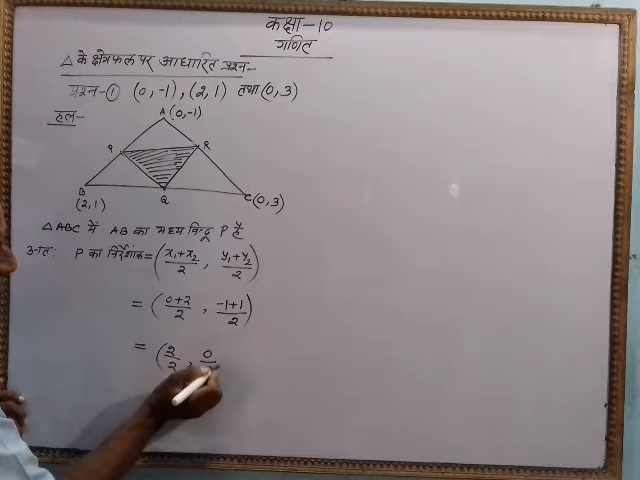 कक्षा-10
गणित
△ के क्षेत्रफल पर आधारित प्रश्न-
प्रश्न-① (0,-1), (2,1) तथा (0,3)
हल-
A(0,-1)
P R
B Q C(0,3)
(2,1)
△ABC में AB का मध्य बिन्दु P है
अतः P का निर्देशांक = (x₁+x₂/2, y₁+y₂/2)
= (0+2/2, -1+1/2)
= (2/2, 0/